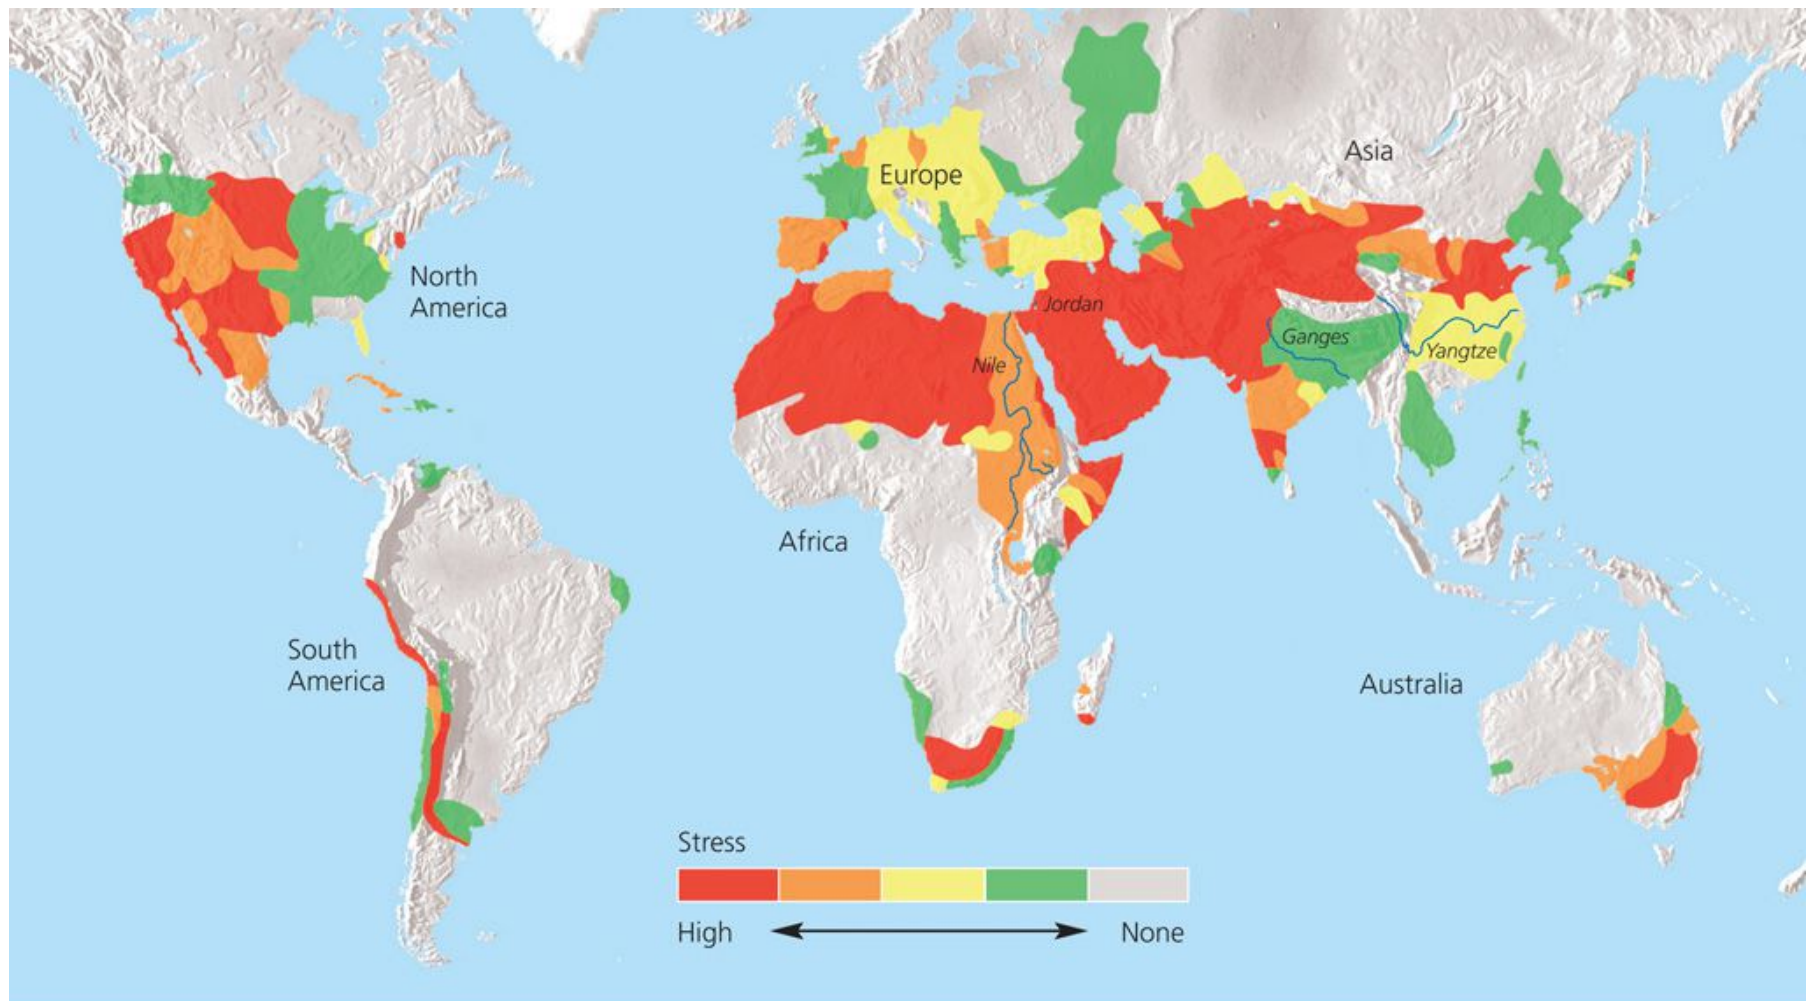 Asia
Europe
North
America
Jordan
Ganges
Yangtze
Nile
Africa
South
America
Australia
Stress
High
None